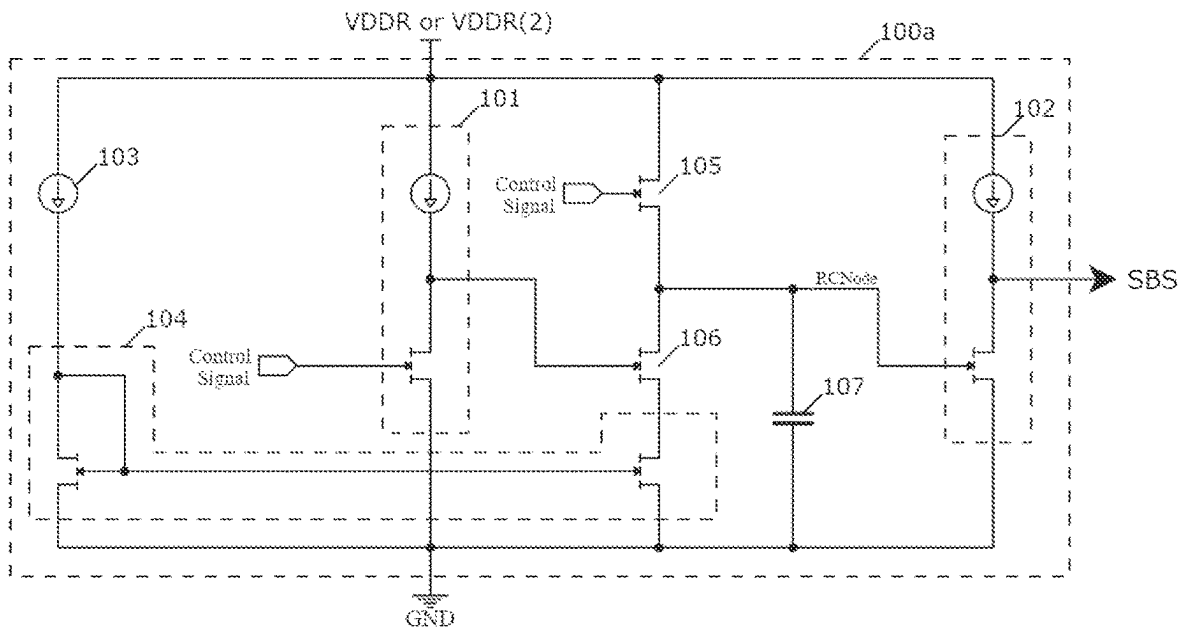 VDDR or VDDR(2)
100a
101
102
103
105
Control
Signal
RCNode
SBS
104
106
Control
Signal
107
GND